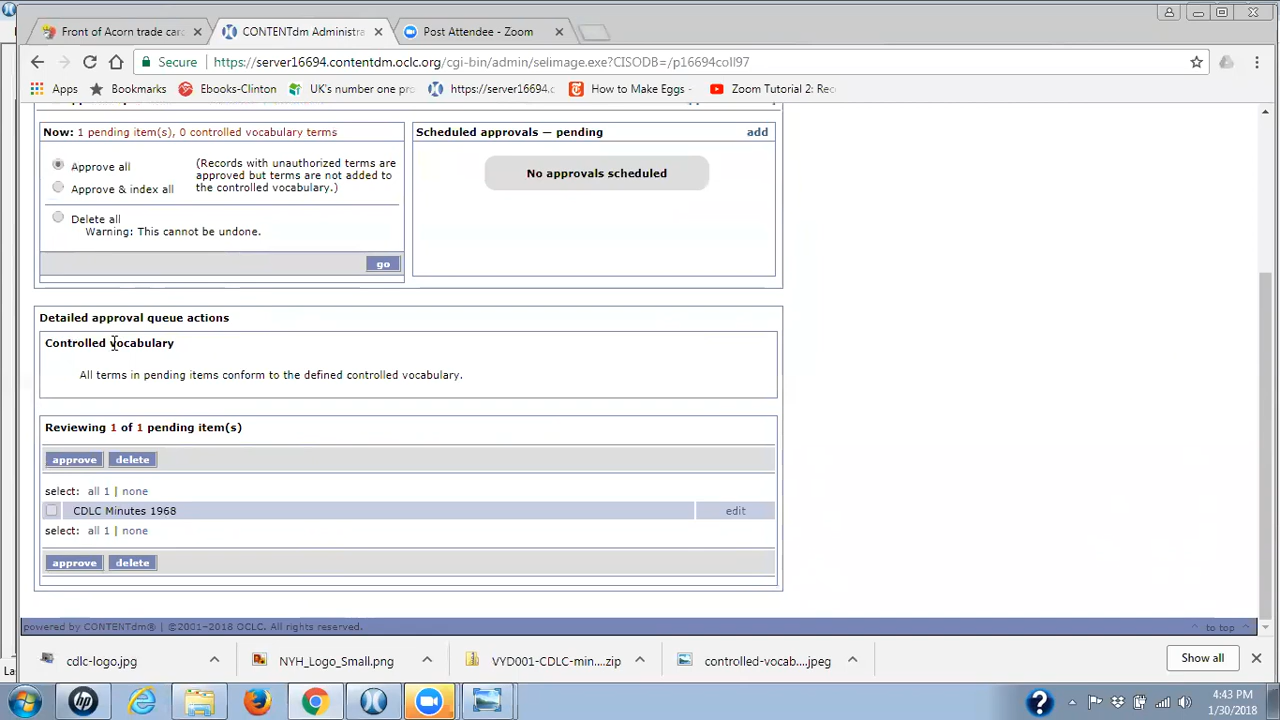 Front of Acorn trade car
CONTENTdm Administra
Post Attendee - Zoom
Secure
https://server16694.contentdm.oclc.org/cgi-bin/admin/selimage.exe?CISODB=/p16694coll97
Apps
Bookmarks
Ebooks-Clinton
UK's number one pro
https://server16694.c
How to Make Eggs -
Zoom Tutorial 2: Rec
Now: 1 pending item(s), 0 controlled vocabulary terms
Approve all
Approve & index all
(Records with unauthorized terms are
approved but terms are not added to
the controlled vocabulary.)
Delete all
Warning: This cannot be undone.
go
Scheduled approvals — pending
add
No approvals scheduled
Detailed approval queue actions
Controlled vocabulary
All terms in pending items conform to the defined controlled vocabulary.
Reviewing 1 of 1 pending item(s)
approve delete
select: all 1 | none
CDLC Minutes 1968
edit
select: all 1 | none
approve delete
powered by CONTENTdm® | ©2001-2018 OCLC. All rights reserved.
^ to top ^
cdlc-logo.jpg
NYH_Logo_Small.png
VYD001-CDLC-min....zip
controlled-vocab....jpeg
Show all
La
4:43 PM
1/30/2018